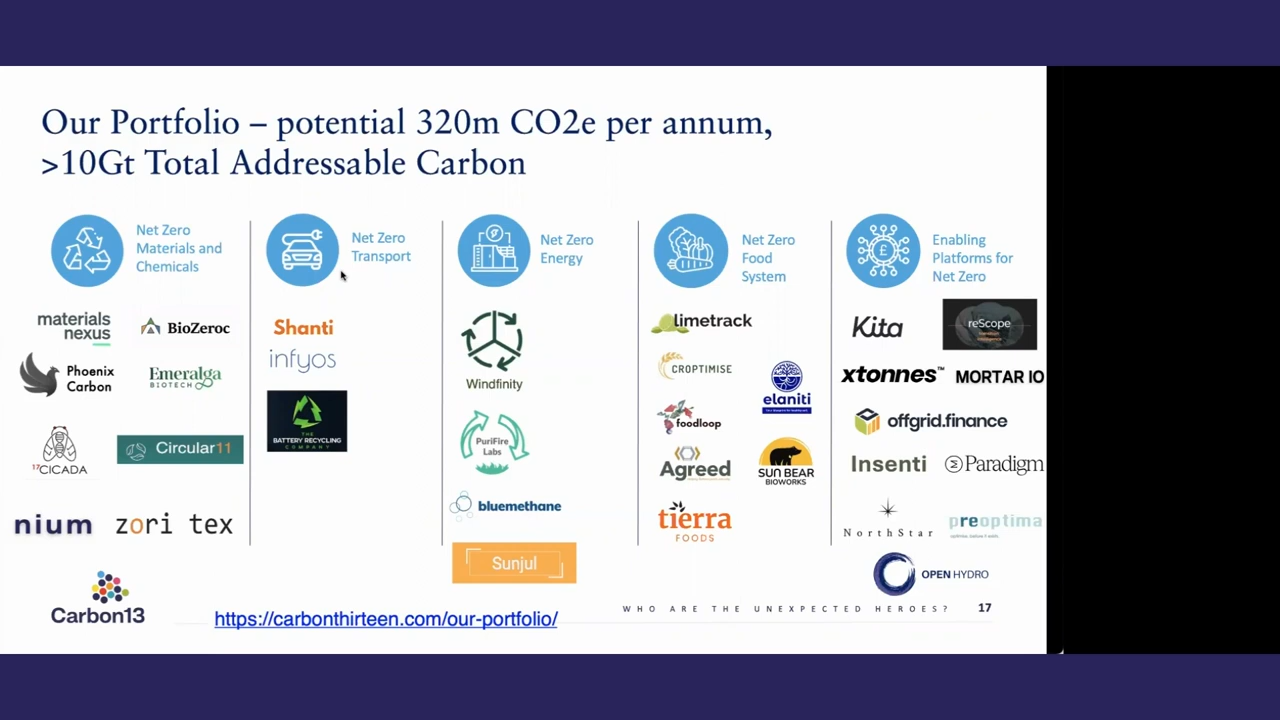 Our Portfolio – potential 320m CO2e per annum,
>10Gt Total Addressable Carbon
Net Zero
Materials and
Chemicals
materials
nexus
BioZeroc
Phoenix
Carbon
Emeralga
BIOTECH
17CICADA
Circular11
nium
zori tex
Net Zero
Transport
Shanti
infyos
THE
BATTERY RECYCLING
COMPANY
Net Zero
Energy
Windfinity
PuriFire
Labs
bluemethane
Sunjul
Net Zero
Food
System
limetrack
CROPTIMISE
elaniti
foodloop
Agreed
SUN BEAR
BIOWORKS
tierra
FOODS
Enabling
Platforms for
Net Zero
£
Kita
reScope
xtonnes™
MORTAR IO
offgrid.finance
Insenti
Paradigm
NorthStar
preoptima
OPEN HYDRO
Carbon13
https://carbonthirteen.com/our-portfolio/
WHO ARE THE UNEXPECTED HEROES?
17